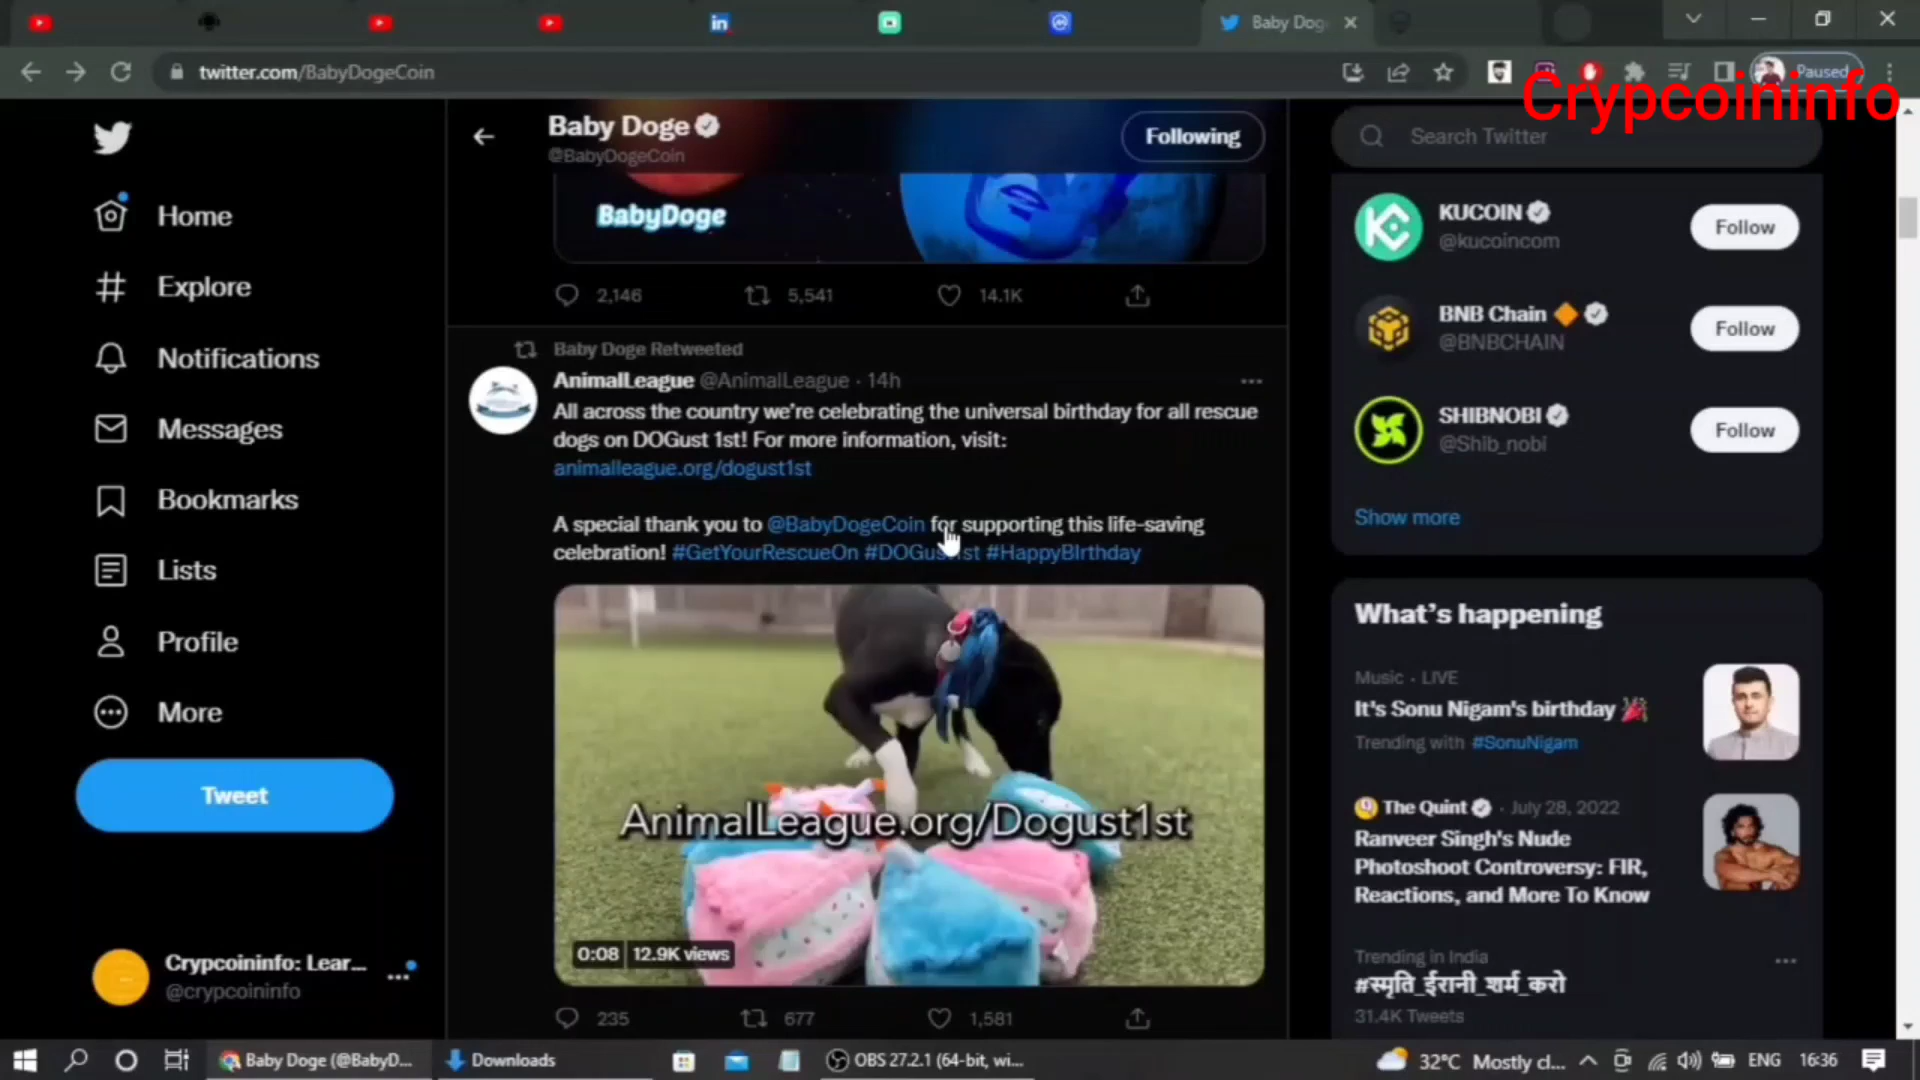 Baby Dog
twitter.com/BabyDogeCoin
Paused
Crypcoininfo
Baby Doge
@BabyDogeCoin
Following
Search Twitter
BabyDoge
2,146
5,541
14.1K
Home
Explore
Notifications
Messages
Bookmarks
Lists
Profile
More
Tweet
Crypcoininfo: Lear...
@crypcoininfo
Baby Doge Retweeted
AnimalLeague @AnimalLeague · 14h
All across the country we're celebrating the universal birthday for all rescue
dogs on DOGust 1st! For more information, visit:
animalleague.org/dogust1st
A special thank you to @BabyDogeCoin for supporting this life-saving
celebration! #GetYourRescueOn #DOGust1st #HappyBIrthday
AnimalLeague.org/Dogust1st
0:08
12.9K views
235
677
1,581
KUCOIN
@kucoincom
Follow
BNB Chain
@BNBCHAIN
Follow
SHIBNOBI
@Shib_nobi
Follow
Show more
What's happening
Music · LIVE
It's Sonu Nigam's birthday
Trending with #SonuNigam
The Quint · July 28, 2022
Ranveer Singh's Nude
Photoshoot Controversy: FIR,
Reactions, and More To Know
Trending in India
#स्मृति_ईरानी_शर्म_करो
31.4K Tweets
Baby Doge (@BabyD...
Downloads
OBS 27.2.1 (64-bit, wi...
32°C Mostly cl...
ENG
16:36